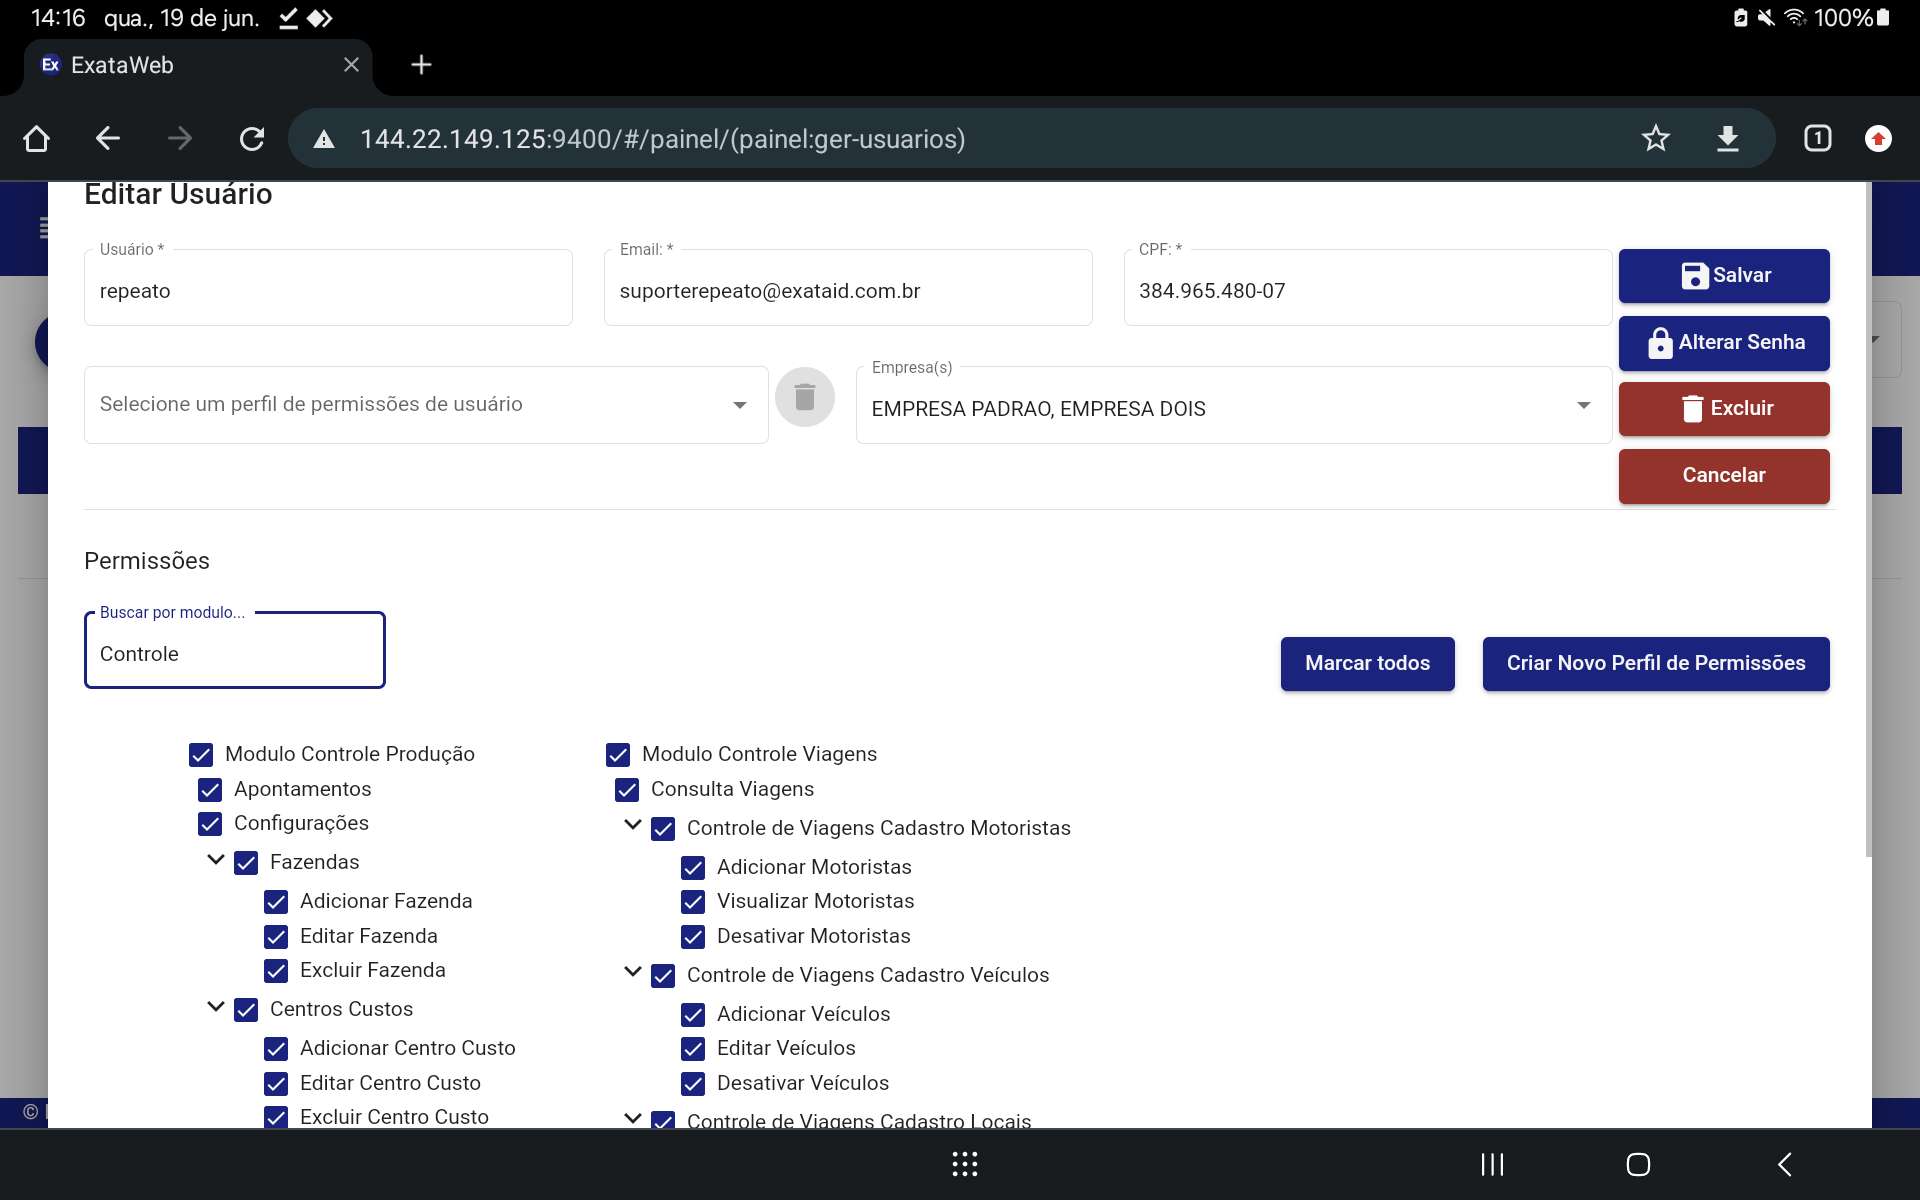 14:16 qua., 19 de jun. 100%
Ex ExataWeb
144.22.149.125:9400/#/painel/(painel:ger-usuarios) 1
Editar Usuário
Usuário * Email: * CPF: *
repeato suporterepeato@exataid.com.br 384.965.480-07
Salvar
Alterar Senha
Empresa(s)
Selecione um perfil de permissões de usuário EMPRESA PADRAO, EMPRESA DOIS
Excluir
Cancelar
Permissões
Buscar por modulo...
Controle
Marcar todos Criar Novo Perfil de Permissões
Modulo Controle Produção
Apontamentos
Configurações
Fazendas
Adicionar Fazenda
Editar Fazenda
Excluir Fazenda
Centros Custos
Adicionar Centro Custo
Editar Centro Custo
Excluir Centro Custo
Modulo Controle Viagens
Consulta Viagens
Controle de Viagens Cadastro Motoristas
Adicionar Motoristas
Visualizar Motoristas
Desativar Motoristas
Controle de Viagens Cadastro Veículos
Adicionar Veículos
Editar Veículos
Desativar Veículos
Controle de Viagens Cadastro Locais
©